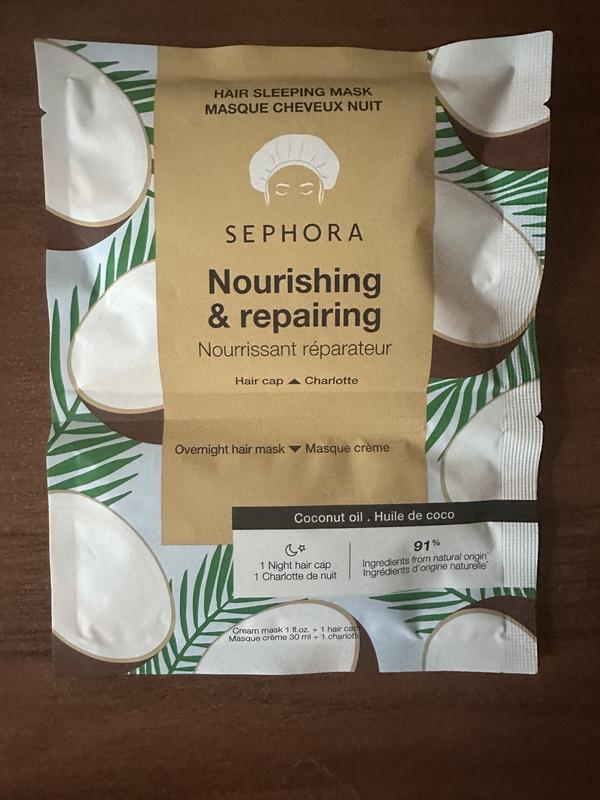 HAIR SLEEPING MASK
MASQUE CHEVEUX NUIT
SEPHORA
Nourishing
& repairing
Nourrissant réparateur
Hair cap ▲ Charlotte
Overnight hair mask ▼ Masque crème
Coconut oil . Huile de coco
1 Night hair cap
1 Charlotte de nuit
91%
Ingredients from natural origin*
Ingrédients d'origine naturelle*
Cream mask 1 fl.oz. + 1 hair cap
Masque crème 30 ml + 1 charlotte